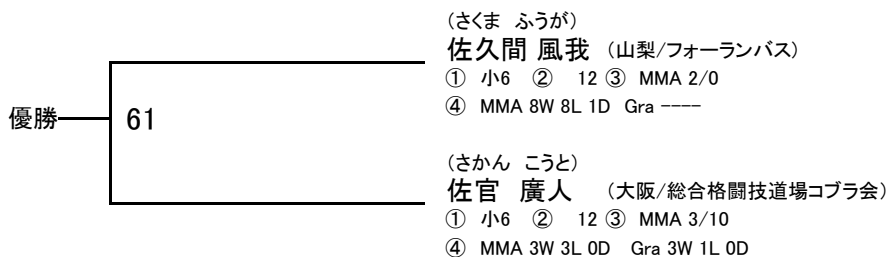 (さくま ふうが)
佐久間 風我 (山梨/フォーランバス)
① 小6 ② 12 ③ MMA 2/0
④ MMA 8W 8L 1D Gra ----
優勝
61
(さかん こうと)
佐官 廣人 (大阪/総合格闘技道場コブラ会)
① 小6 ② 12 ③ MMA 3/10
④ MMA 3W 3L 0D Gra 3W 1L 0D